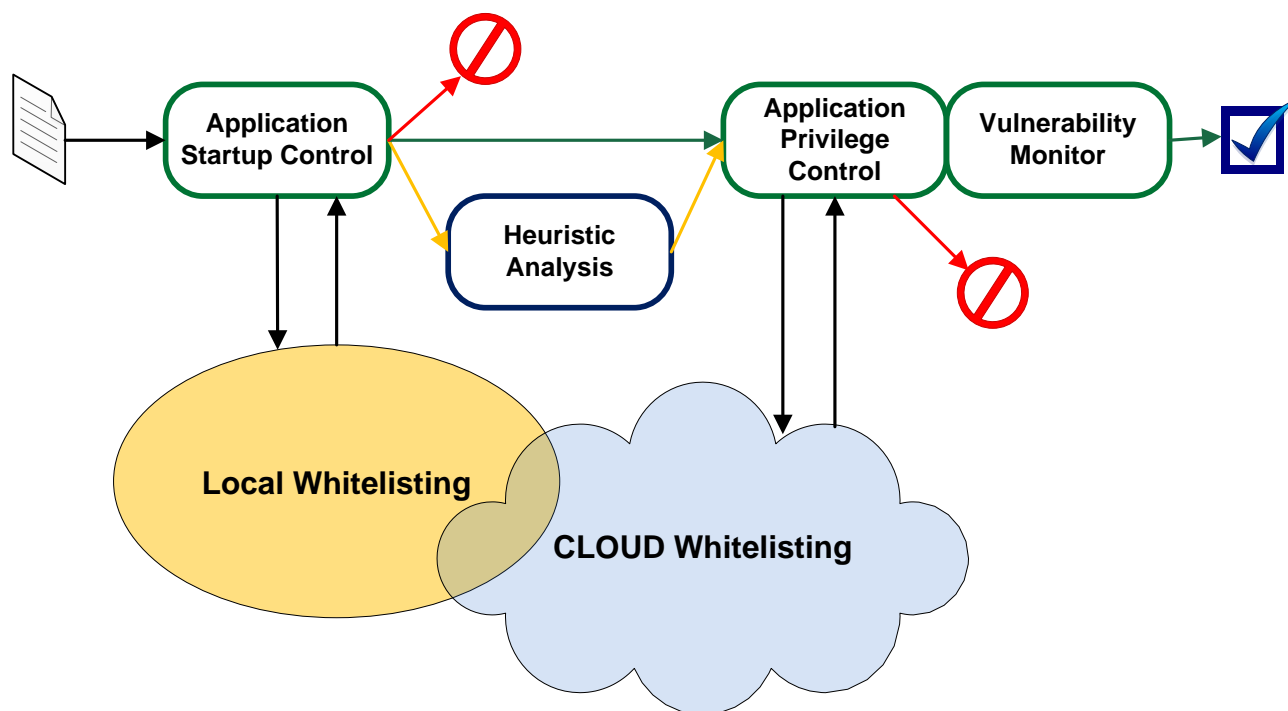 Application
Startup Control
Application
Privilege
Control
Vulnerability
Monitor
Heuristic
Analysis
Local Whitelisting
CLOUD Whitelisting